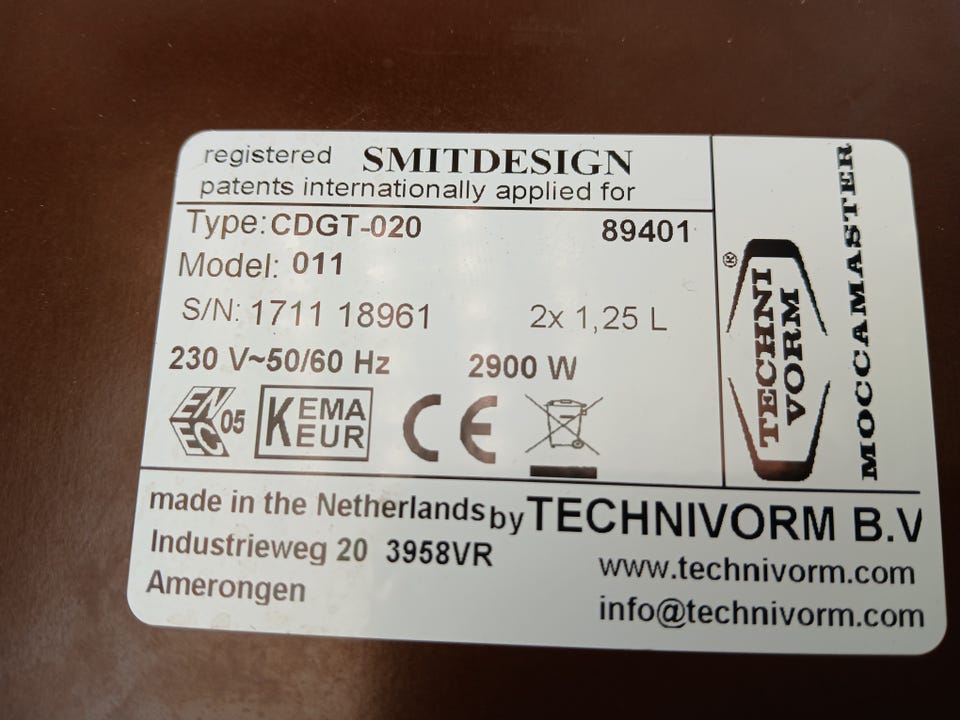 registered SMITDESIGN
patents internationally applied for
Type: CDGT-020 89401
Model: 011
S/N: 1711 18961 2x 1,25 L
230 V~50/60 Hz 2900 W
ENEC 05
KEMA
KEUR
CE
made in the Netherlands by TECHNIVORM B.V
Industrieweg 20 3958VR
Amerongen
www.technivorm.com
info@technivorm.com
®
TECHNI
VORM
MOCCAMASTER